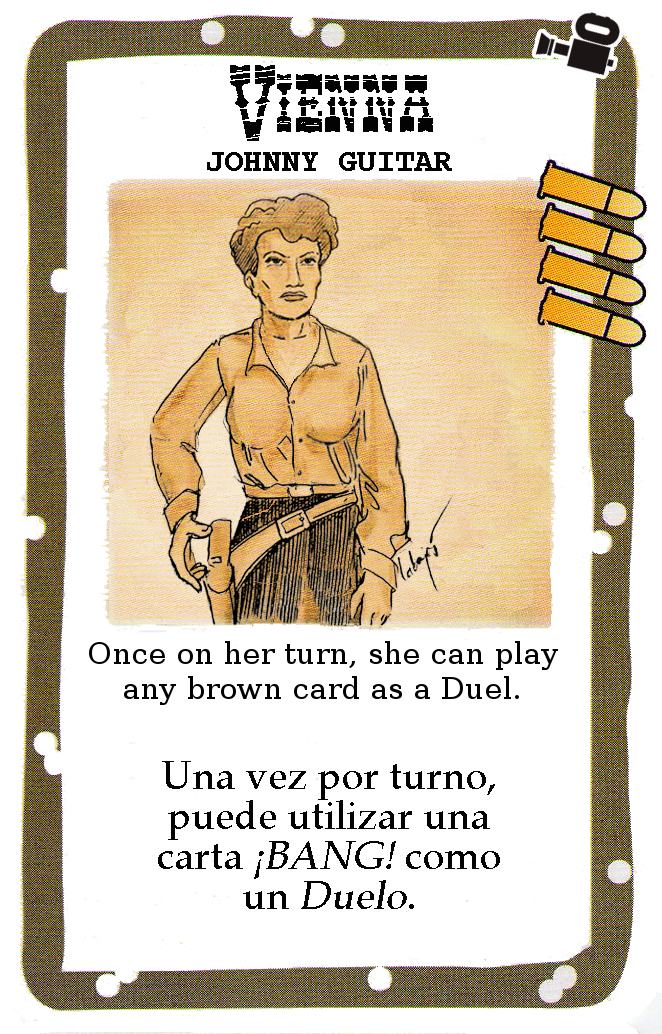 VIENNA
JOHNNY GUITAR
Once on her turn, she can play
any brown card as a Duel.
Una vez por turno,
puede utilizar una
carta ¡BANG! como
un Duelo.